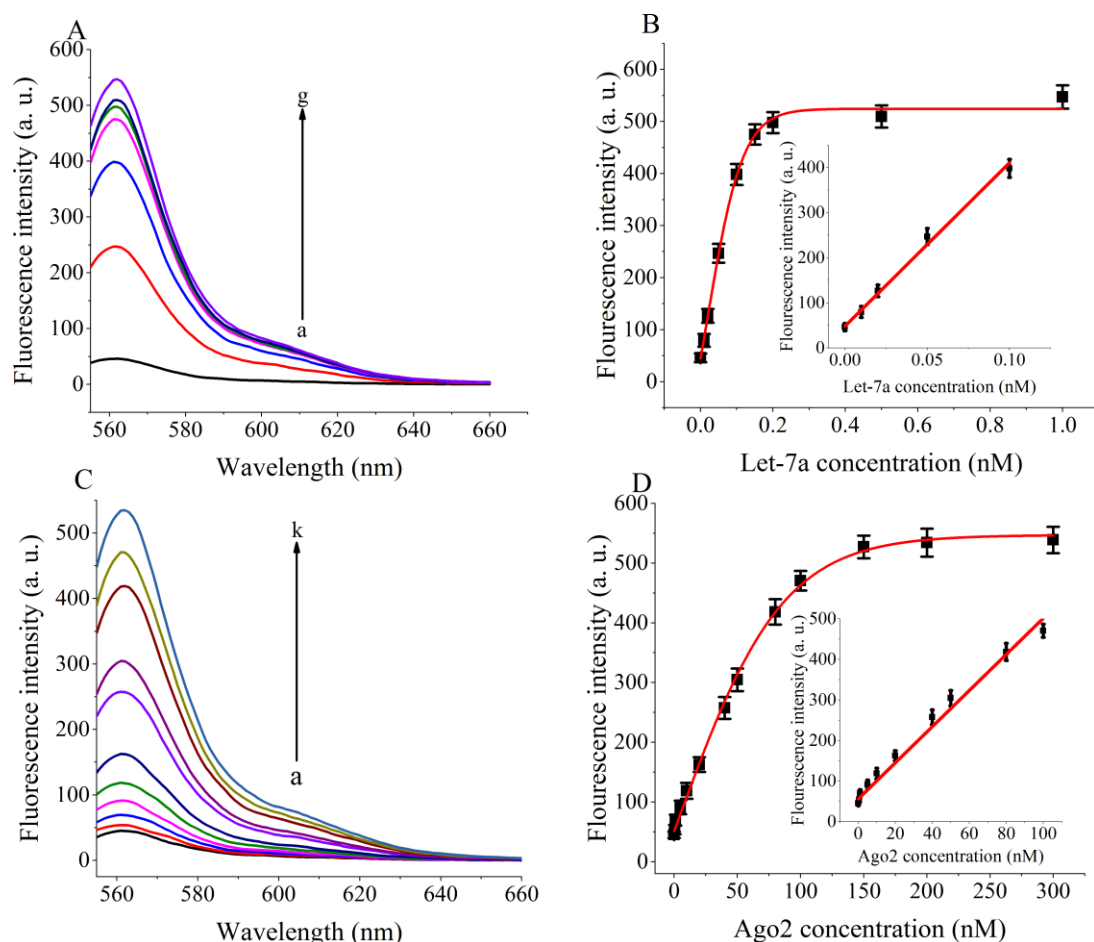 A
600
500
400
300
200
100
0
Fluorescence intensity (a. u.)
g
a
560 580 600 620 640 660
Wavelength (nm)
B
600
500
400
300
200
100
0
Flourescence intensity (a. u.)
0.0 0.2 0.4 0.6 0.8 1.0
Let-7a concentration (nM)
400
300
200
100
0
Flourescence intensity (a. u.)
0.00 0.05 0.10
Let-7a concentration (nM)
C
500
400
300
200
100
0
Fluorescence intensity (a. u.)
k
a
560 580 600 620 640 660
Wavelength (nm)
D
600
500
400
300
200
100
0
Flourescence intensity (a. u.)
0 50 100 150 200 250 300
Ago2 concentration (nM)
500
400
300
200
100
0
Flourescence intensity (a. u.)
0 20 40 60 80 100
Ago2 concentration (nM)